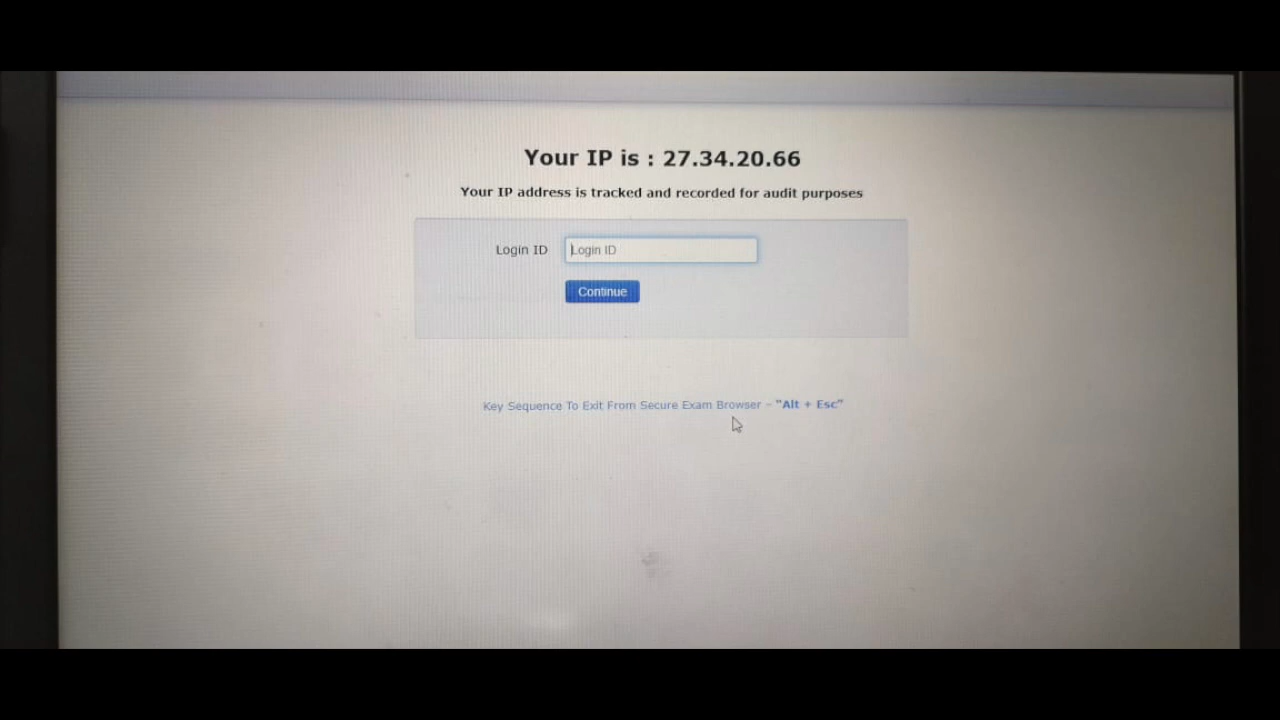 Your IP is : 27.34.20.66
Your IP address is tracked and recorded for audit purposes
Login ID Login ID
Continue
Key Sequence To Exit From Secure Exam Browser - "Alt + Esc"